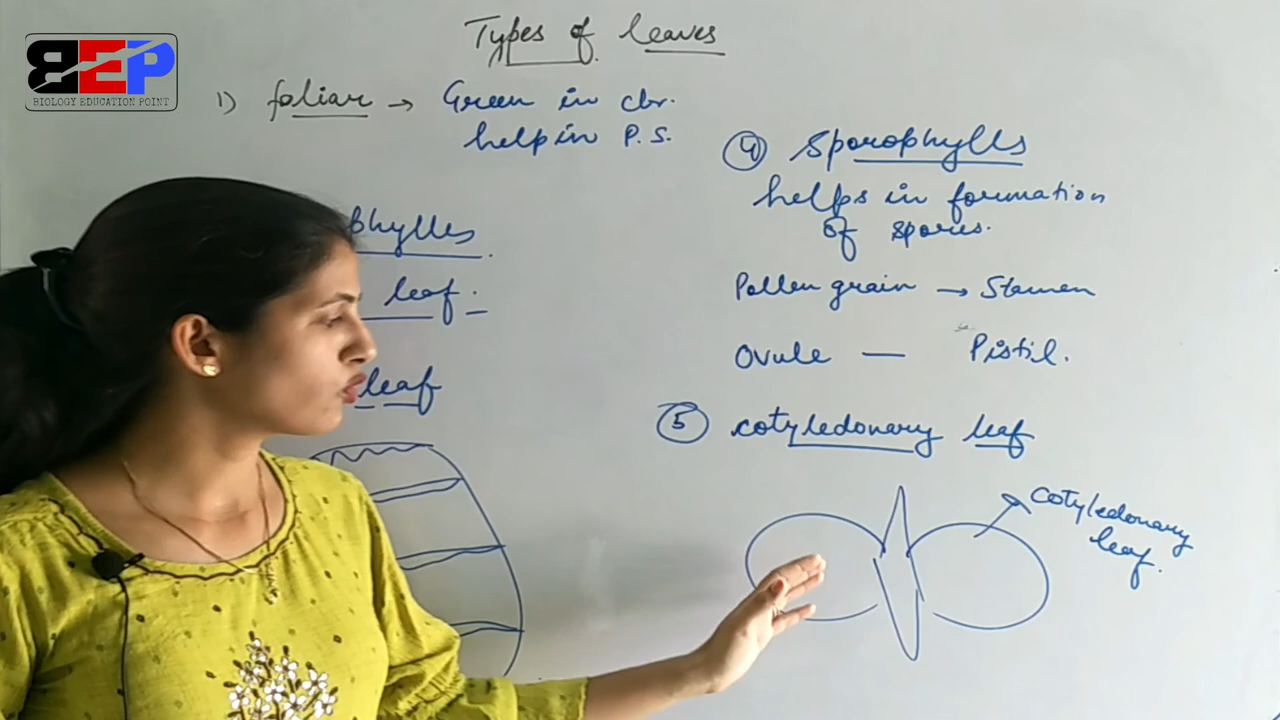 BEP
BIOLOGY EDUCATION POINT
Types of leaves
1) foliar → Green in clr.
help in P.S.
phylls
leaf.
leaf
④ Sporophylls
helps in formation
of spores.
Pollen grain → Stamen
Ovule — Pistil.
⑤ cotyledonary leaf
cotyledonary
leaf.